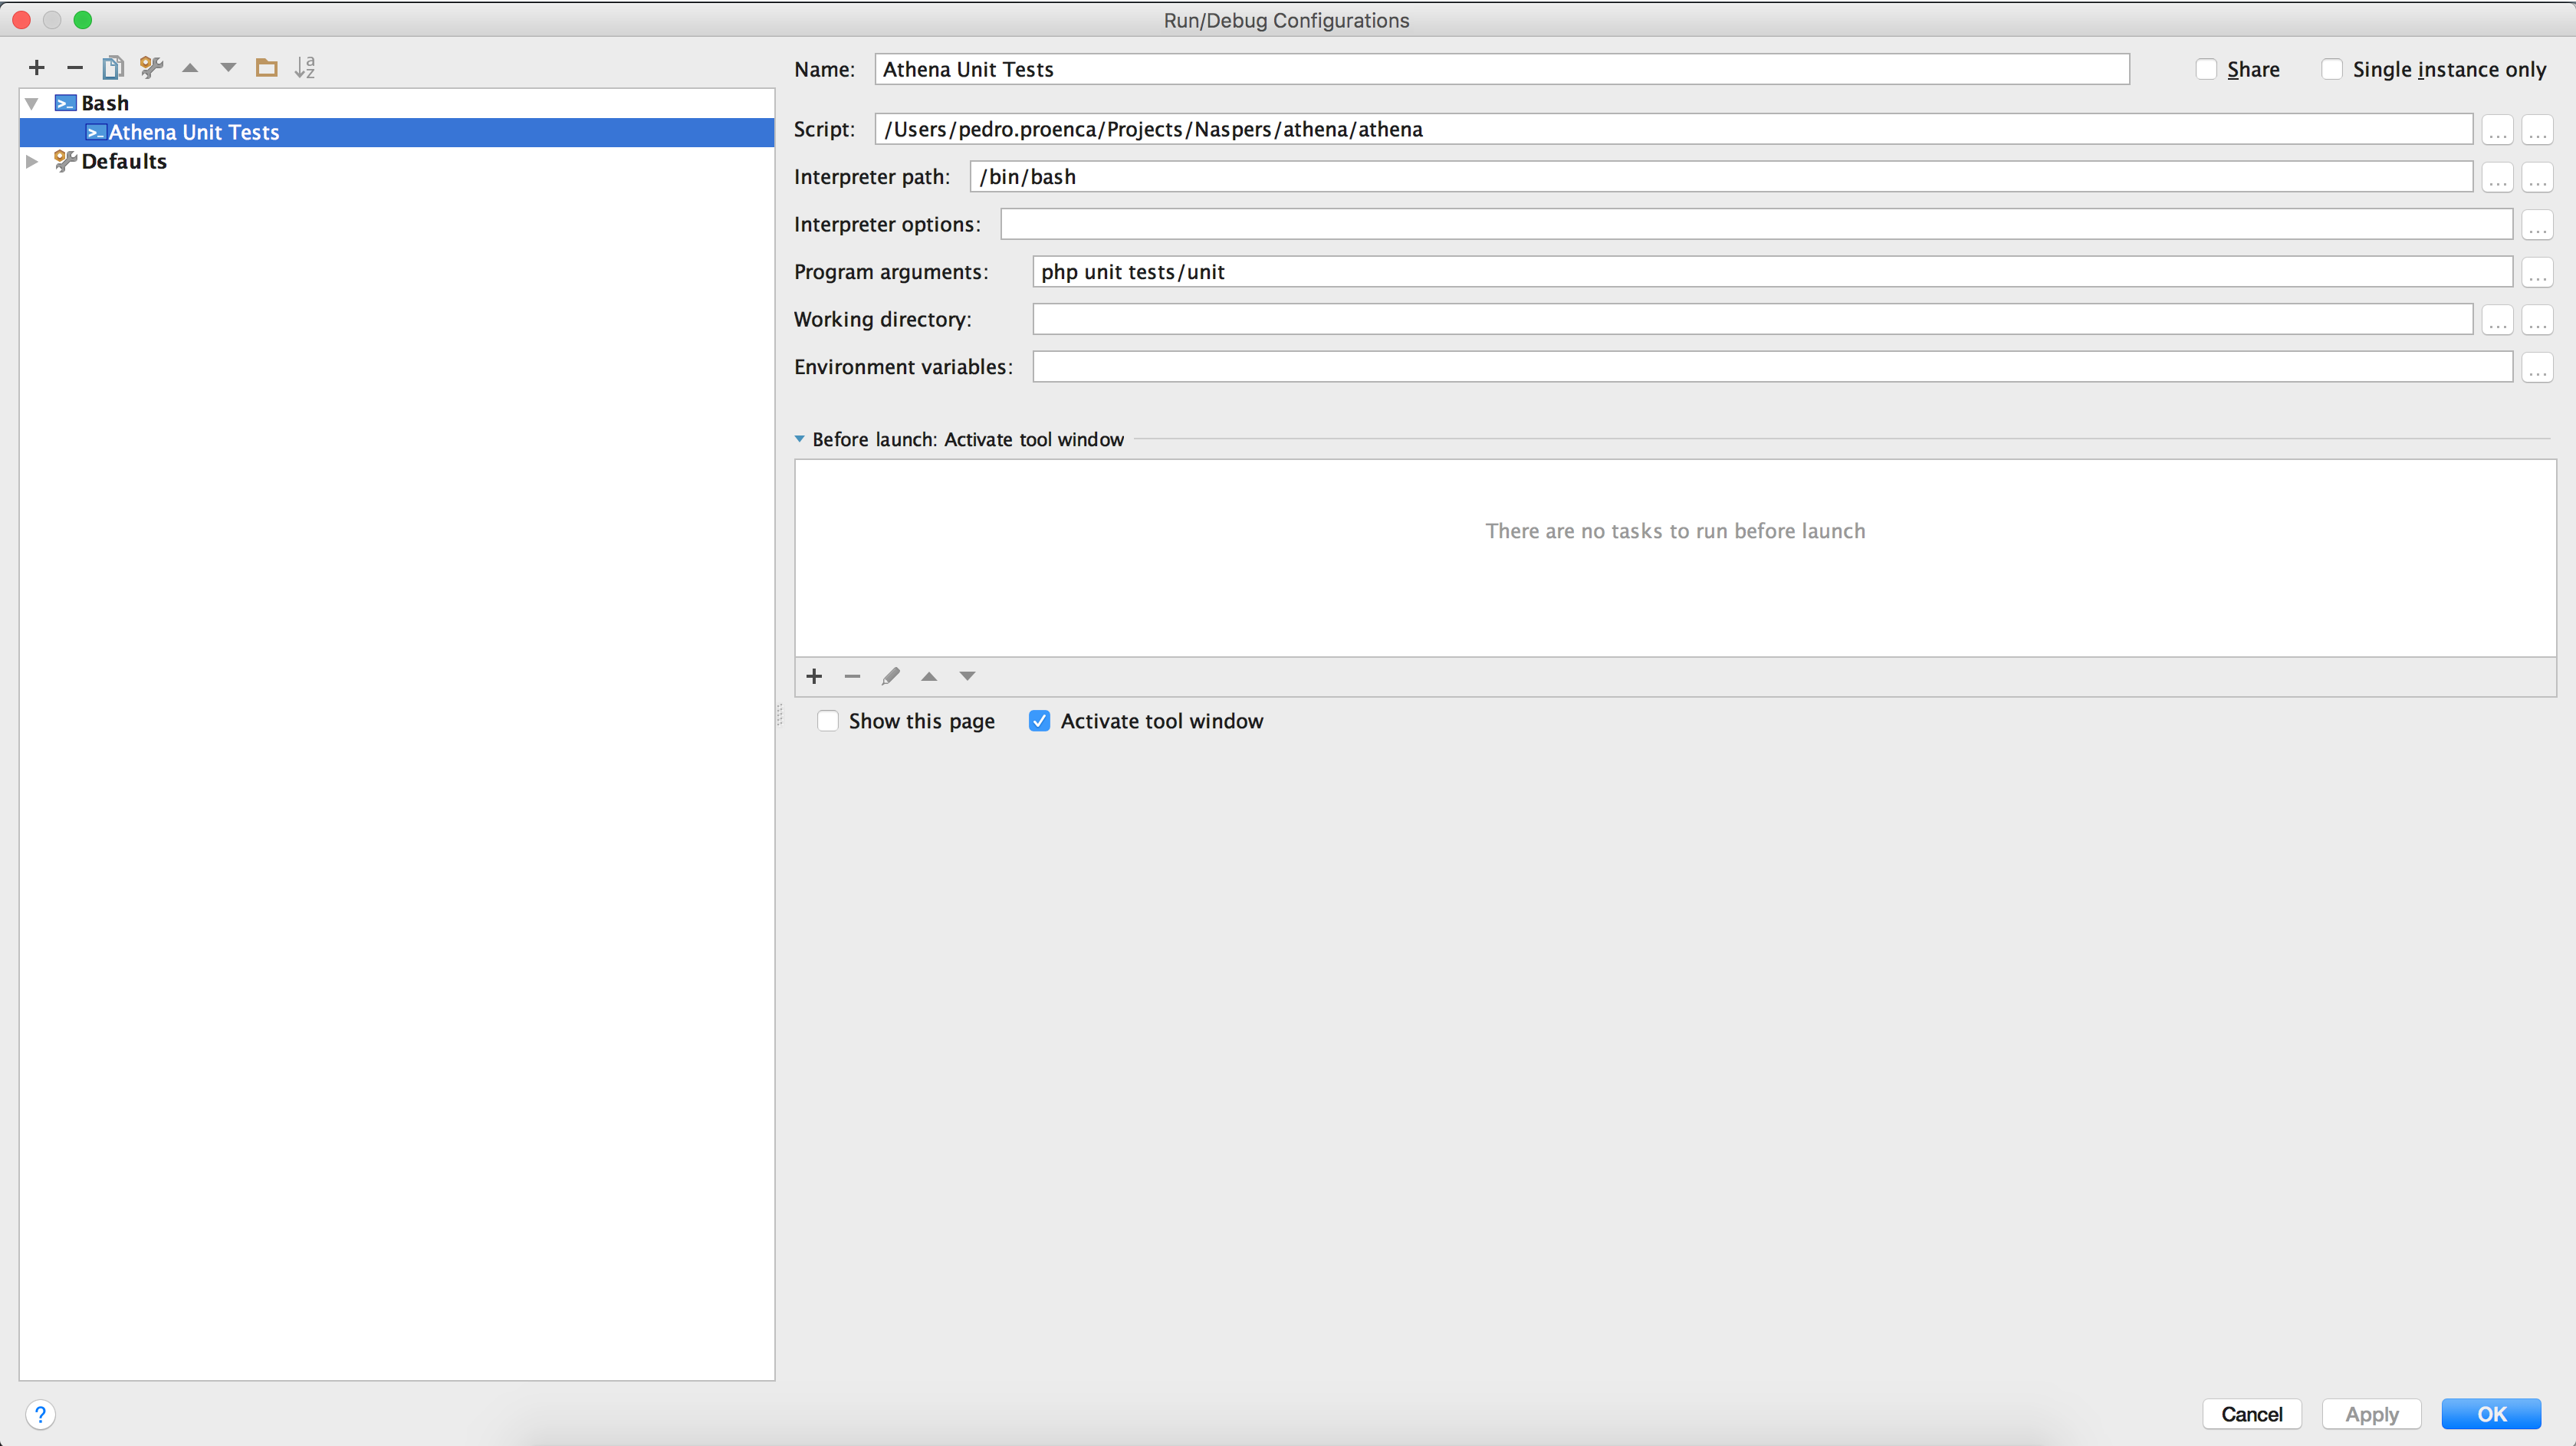 Run/Debug Configurations
Bash
Athena Unit Tests
Defaults
Name: Athena Unit Tests Share Single instance only
Script: /Users/pedro.proenca/Projects/Naspers/athena/athena ... ...
Interpreter path: /bin/bash ... ...
Interpreter options: ...
Program arguments: php unit tests/unit ...
Working directory: ... ...
Environment variables: ...
Before launch: Activate tool window
There are no tasks to run before launch
Show this page Activate tool window
? Cancel Apply OK